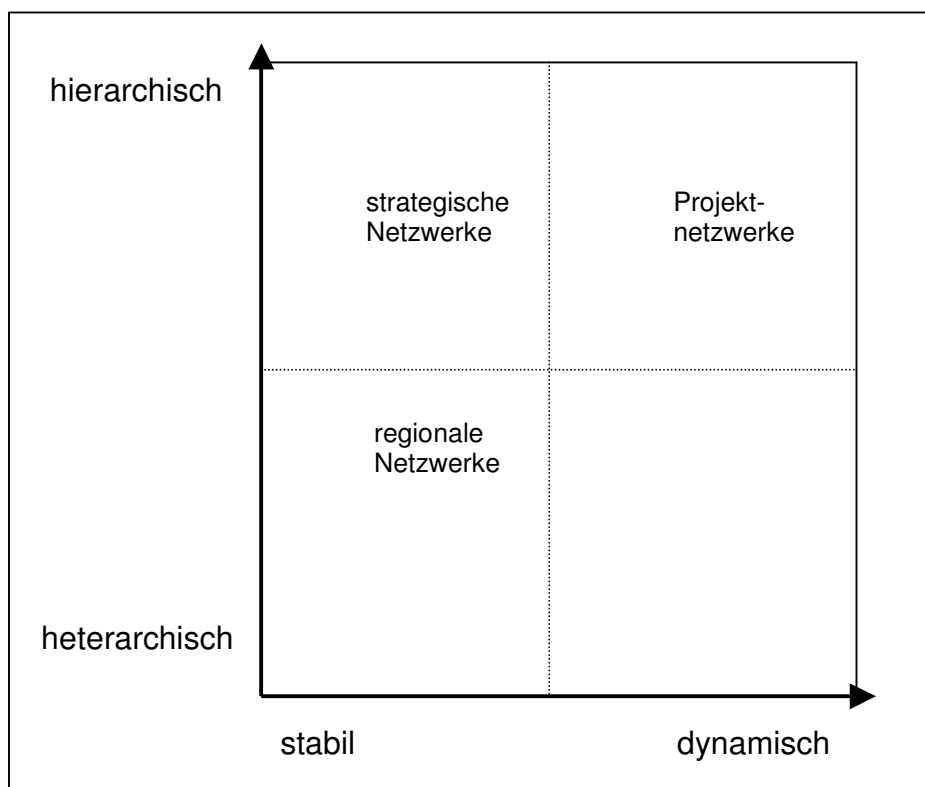 hierarchisch
strategische
Netzwerke
Projekt-
netzwerke
regionale
Netzwerke
heterarchisch
stabil
dynamisch